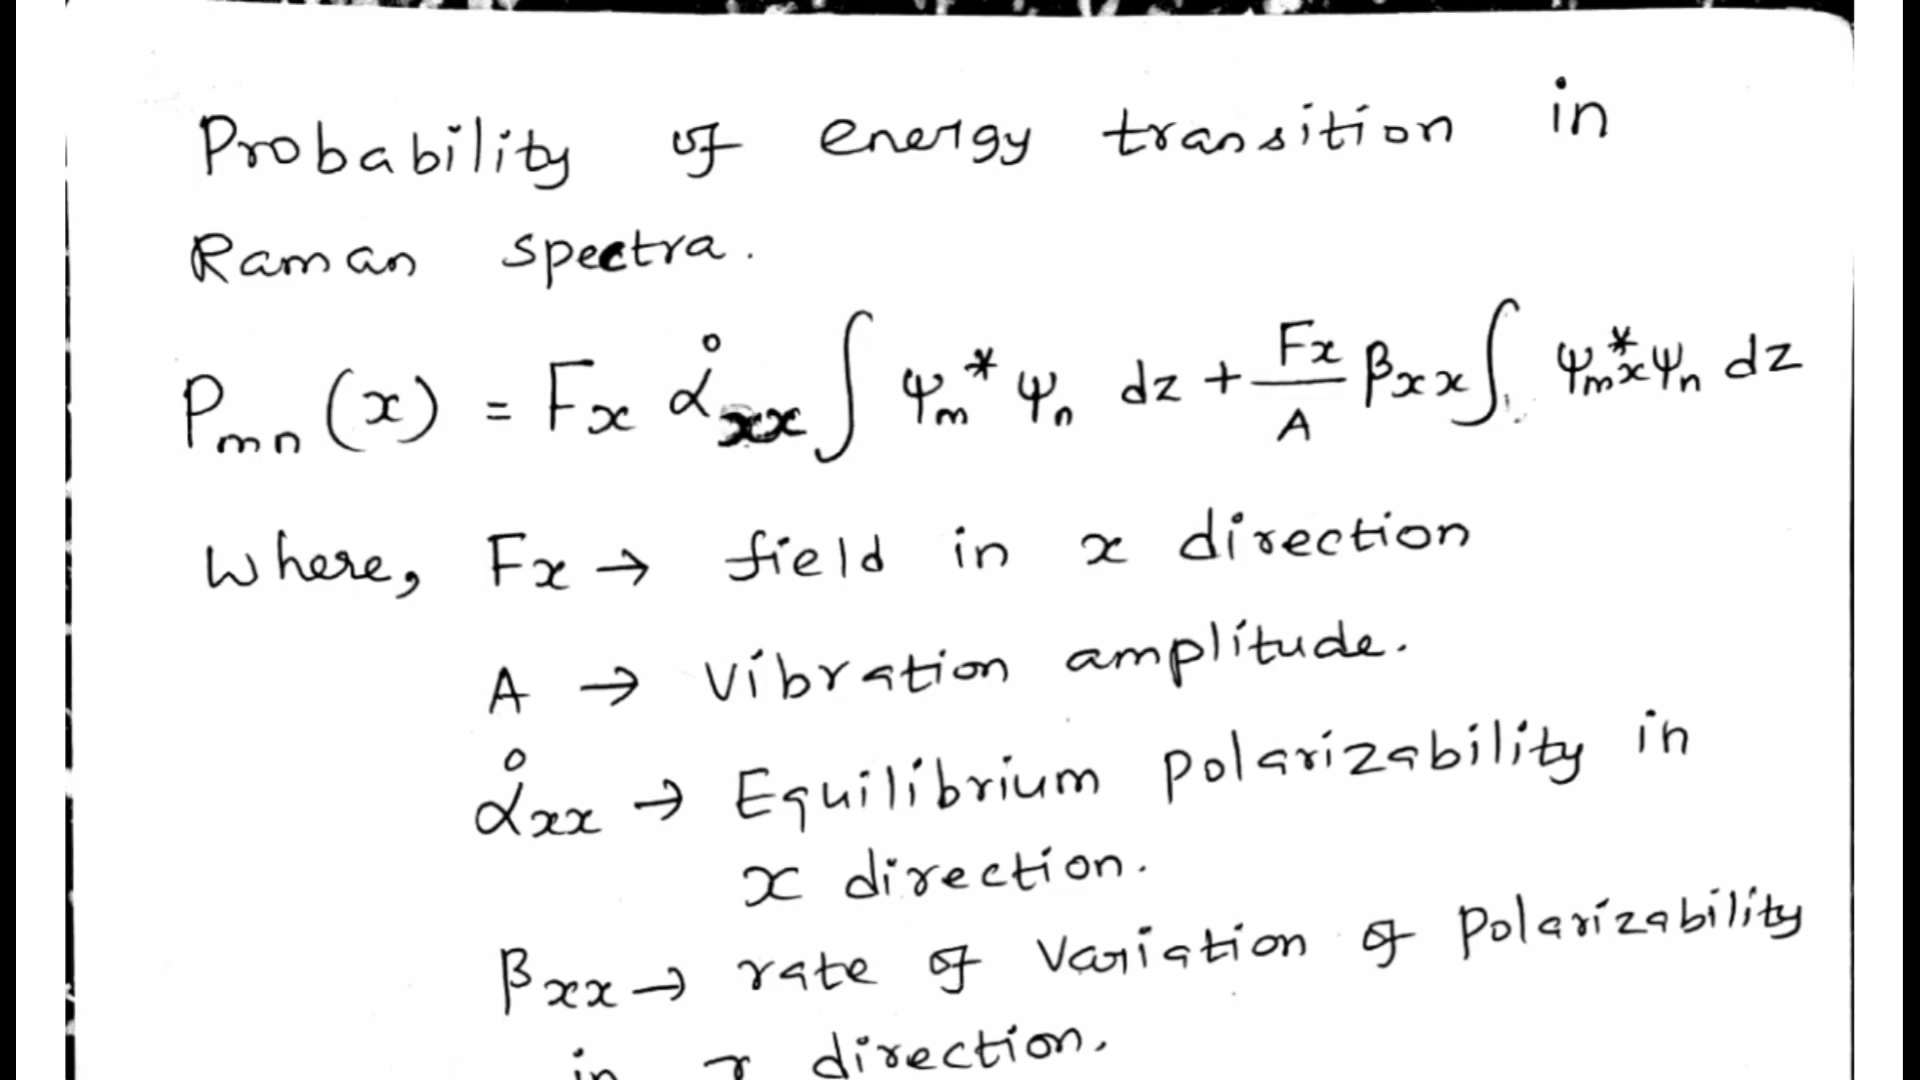 Probability of energy transition in
Raman spectra.
Pmn (x) = Fx α°xx ∫ ψm* ψn dz + Fx/A βxx ∫ ψm* x ψn dz
Where, Fx → field in x direction
A → Vibration amplitude.
α°xx → Equilibrium polarizability in
x direction.
βxx → rate of variation of polarizability
in x direction.